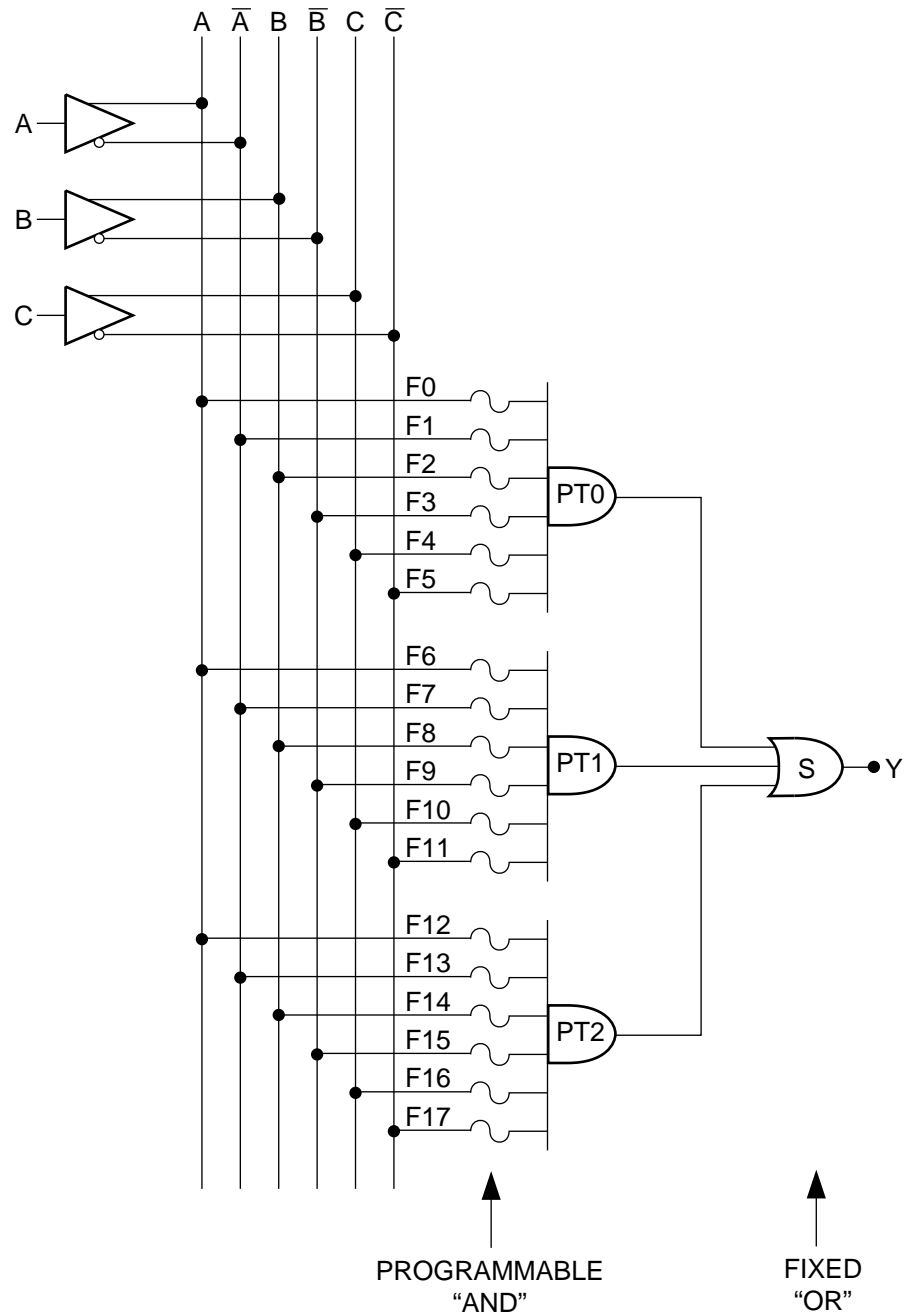 A A̅ B B̅ C C̅
A
B
C
F0
F1
F2
F3
F4
F5
PT0
F6
F7
F8
F9
F10
F11
PT1
S
Y
F12
F13
F14
F15
F16
F17
PT2
PROGRAMMABLE
“AND”
FIXED
“OR”